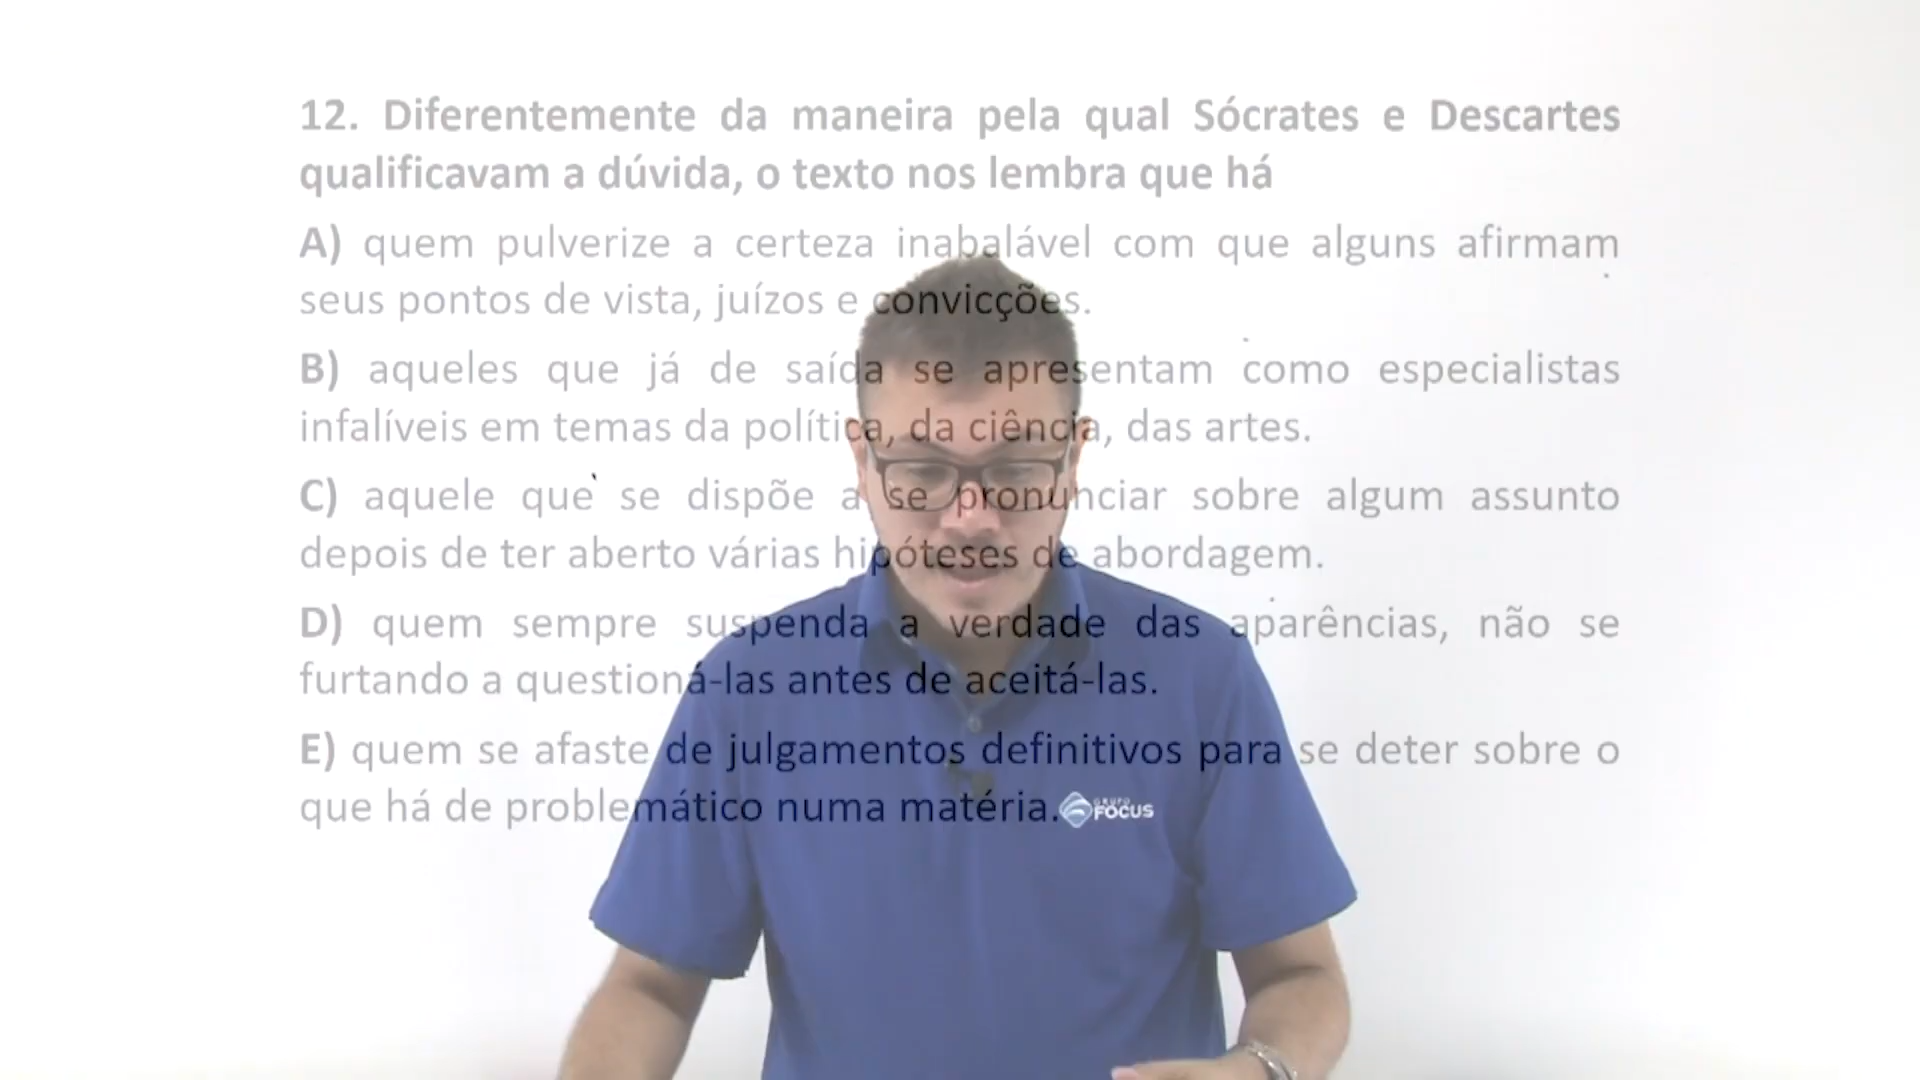 12. Diferentemente da maneira pela qual Sócrates e Descartes
qualificavam a dúvida, o texto nos lembra que há
A) quem pulverize a certeza inabalável com que alguns afirmam
seus pontos de vista, juízos e convicções.
B) aqueles que já de saída se apresentam como especialistas
infalíveis em temas da política, da ciência, das artes.
C) aquele que se dispõe a se pronunciar sobre algum assunto
depois de ter aberto várias hipóteses de abordagem.
D) quem sempre suspenda a verdade das aparências, não se
furtando a questioná-las antes de aceitá-las.
E) quem se afaste de julgamentos definitivos para se deter sobre o
que há de problemático numa matéria.
GRUPO
FOCUS